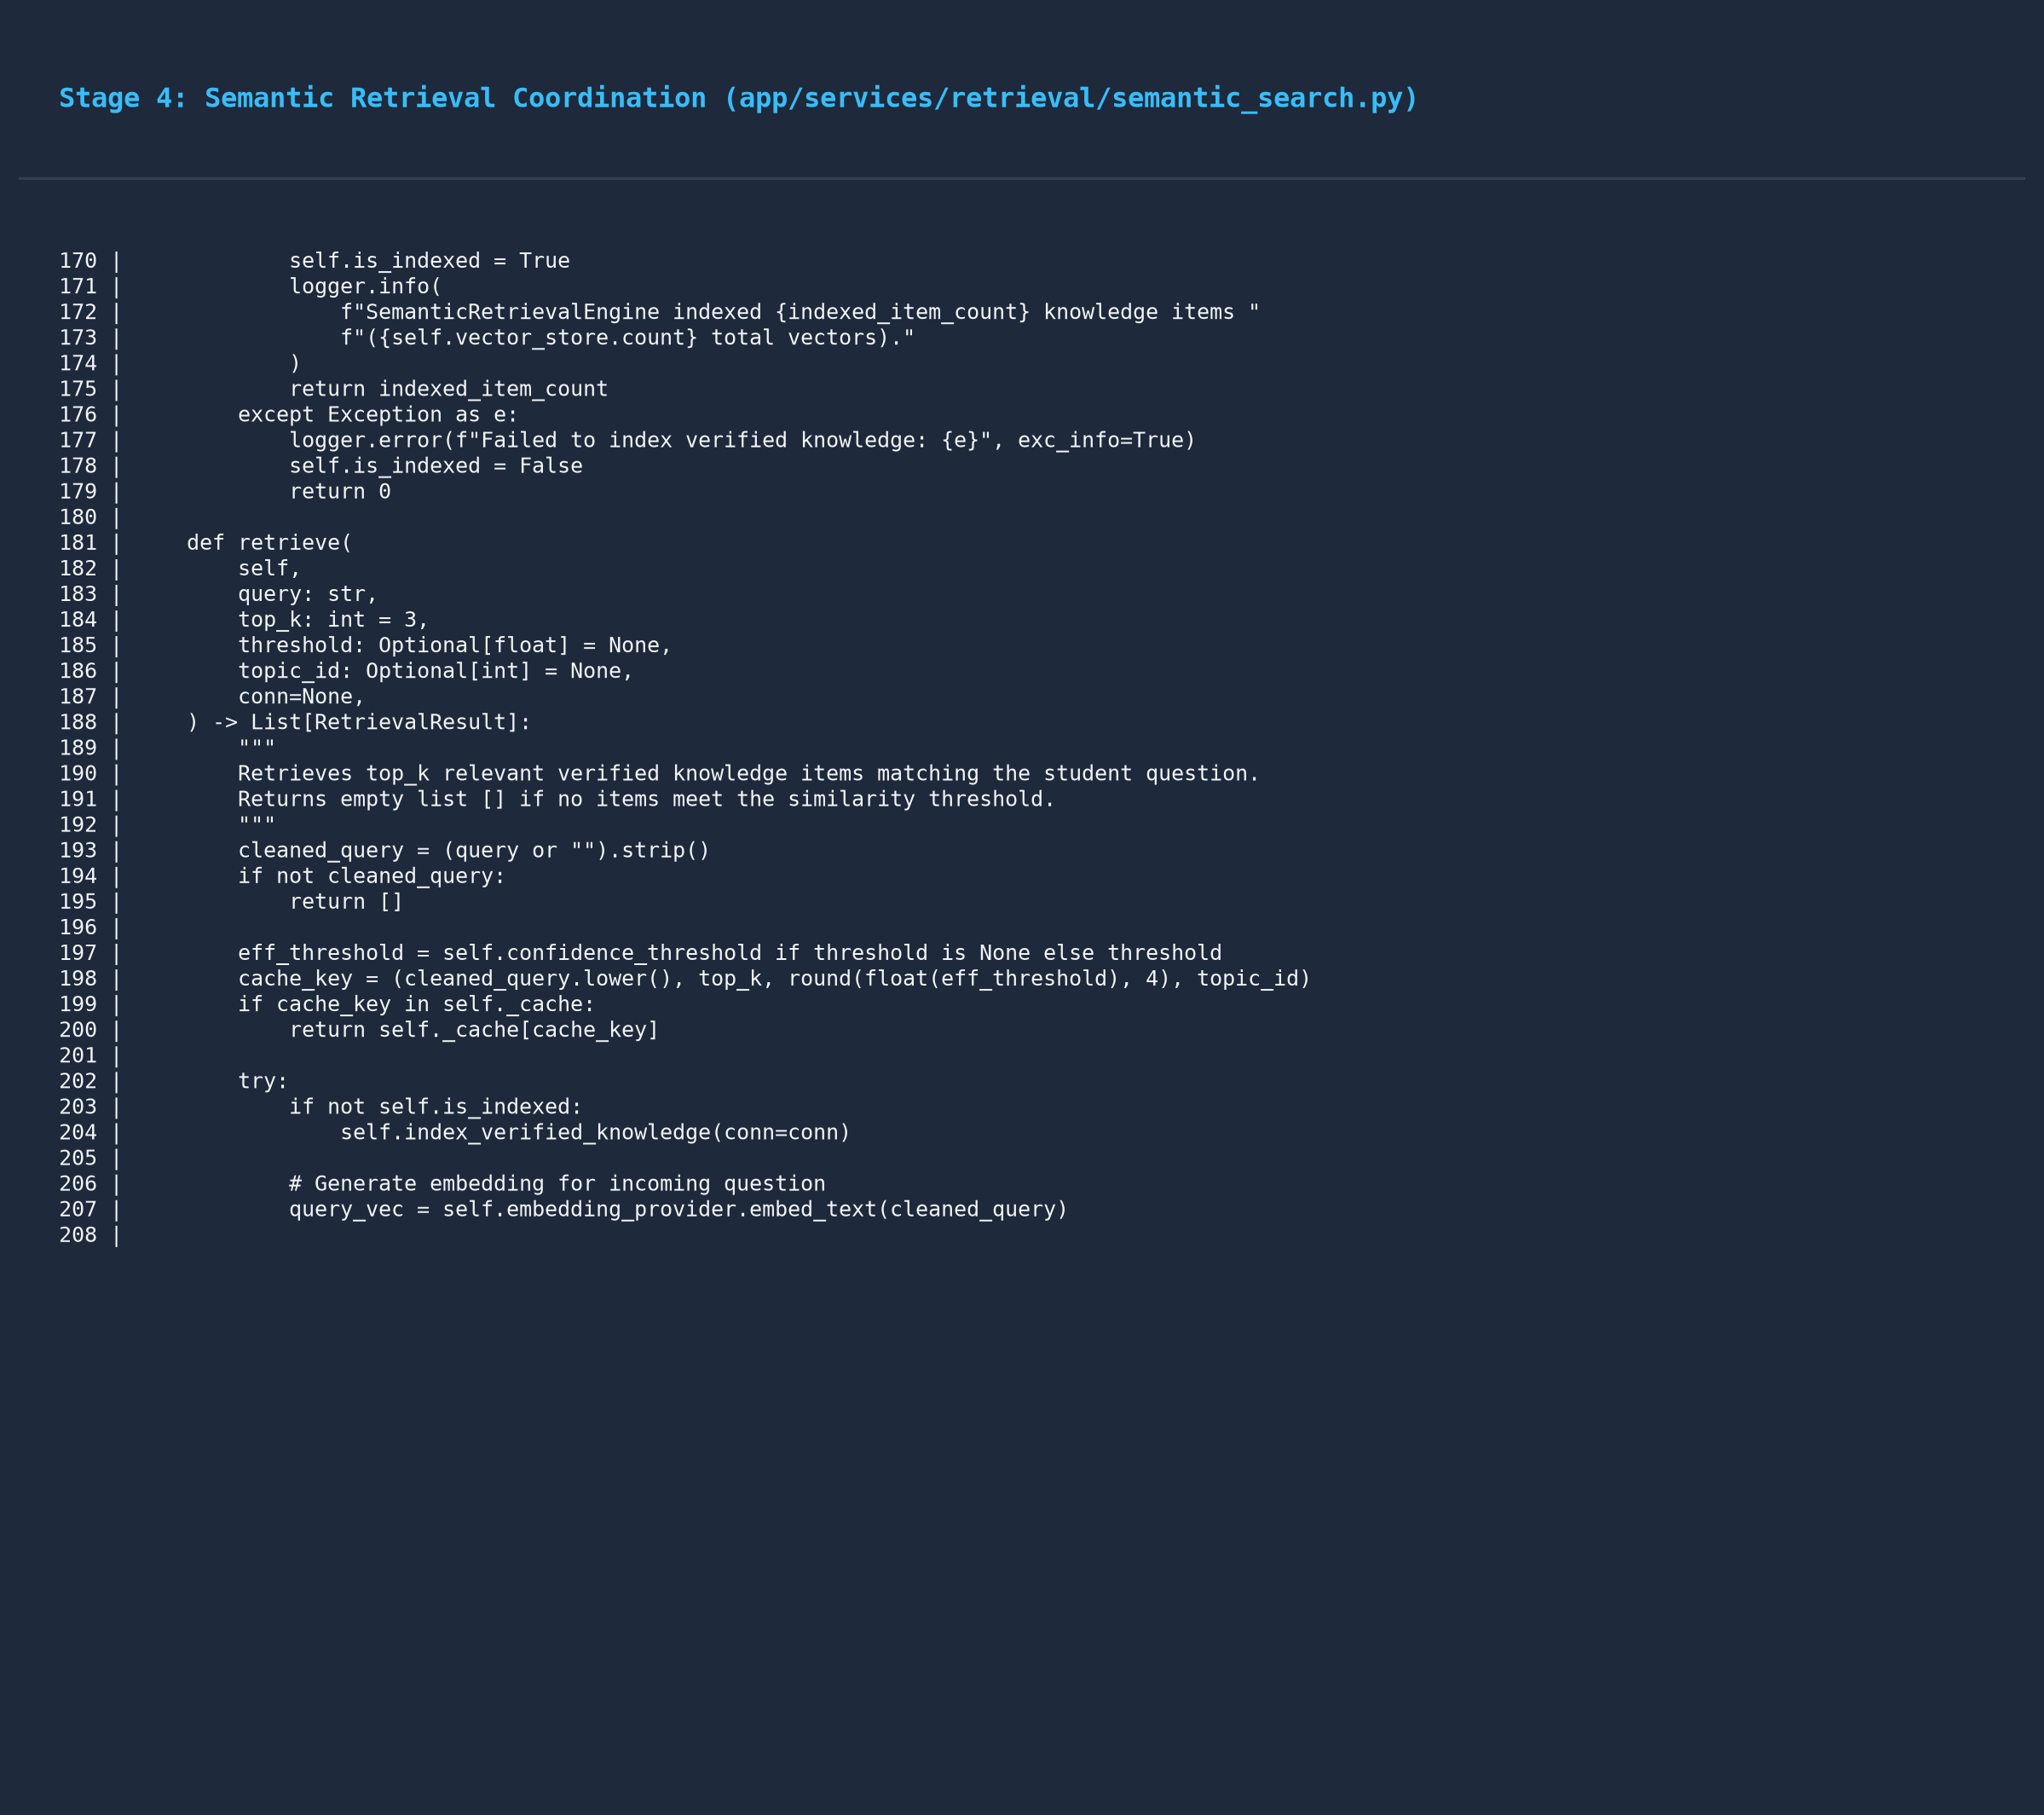 Stage 4: Semantic Retrieval Coordination (app/services/retrieval/semantic_search.py)
170 |             self.is_indexed = True
171 |             logger.info(
172 |                 f"SemanticRetrievalEngine indexed {indexed_item_count} knowledge items "
173 |                 f"({self.vector_store.count} total vectors)."
174 |             )
175 |             return indexed_item_count
176 |         except Exception as e:
177 |             logger.error(f"Failed to index verified knowledge: {e}", exc_info=True)
178 |             self.is_indexed = False
179 |             return 0
180 |
181 |     def retrieve(
182 |         self,
183 |         query: str,
184 |         top_k: int = 3,
185 |         threshold: Optional[float] = None,
186 |         topic_id: Optional[int] = None,
187 |         conn=None,
188 |     ) -> List[RetrievalResult]:
189 |         """
190 |         Retrieves top_k relevant verified knowledge items matching the student question.
191 |         Returns empty list [] if no items meet the similarity threshold.
192 |         """
193 |         cleaned_query = (query or "").strip()
194 |         if not cleaned_query:
195 |             return []
196 |
197 |         eff_threshold = self.confidence_threshold if threshold is None else threshold
198 |         cache_key = (cleaned_query.lower(), top_k, round(float(eff_threshold), 4), topic_id)
199 |         if cache_key in self._cache:
200 |             return self._cache[cache_key]
201 |
202 |         try:
203 |             if not self.is_indexed:
204 |                 self.index_verified_knowledge(conn=conn)
205 |
206 |             # Generate embedding for incoming question
207 |             query_vec = self.embedding_provider.embed_text(cleaned_query)
208 |